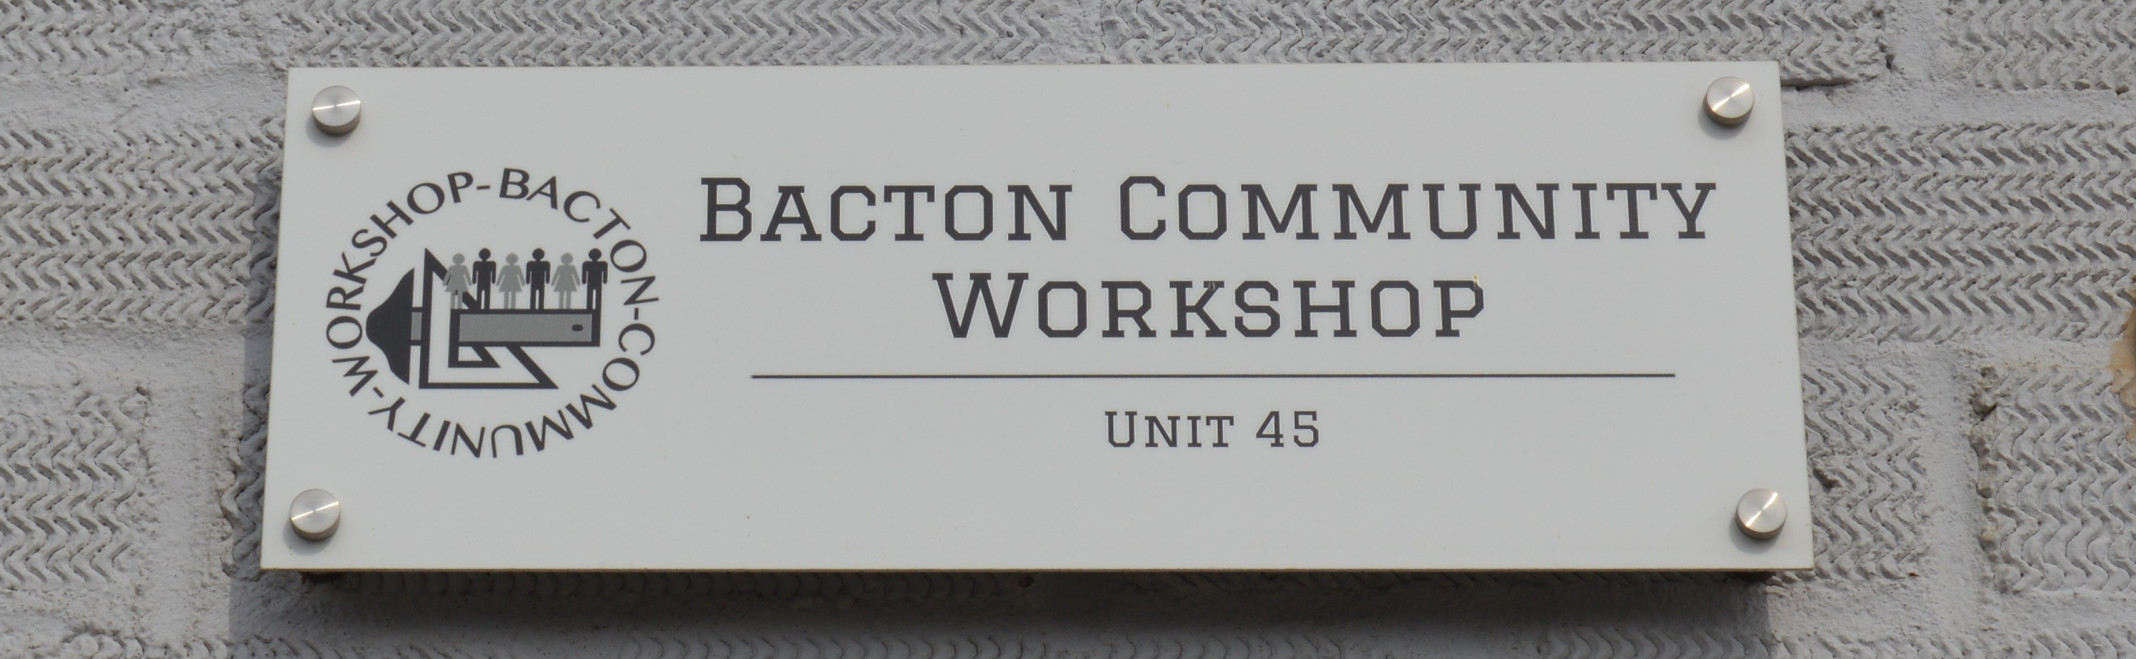 WORKSHOP-BACTON-COMMUNITY-
BACTON COMMUNITY
WORKSHOP
UNIT 45